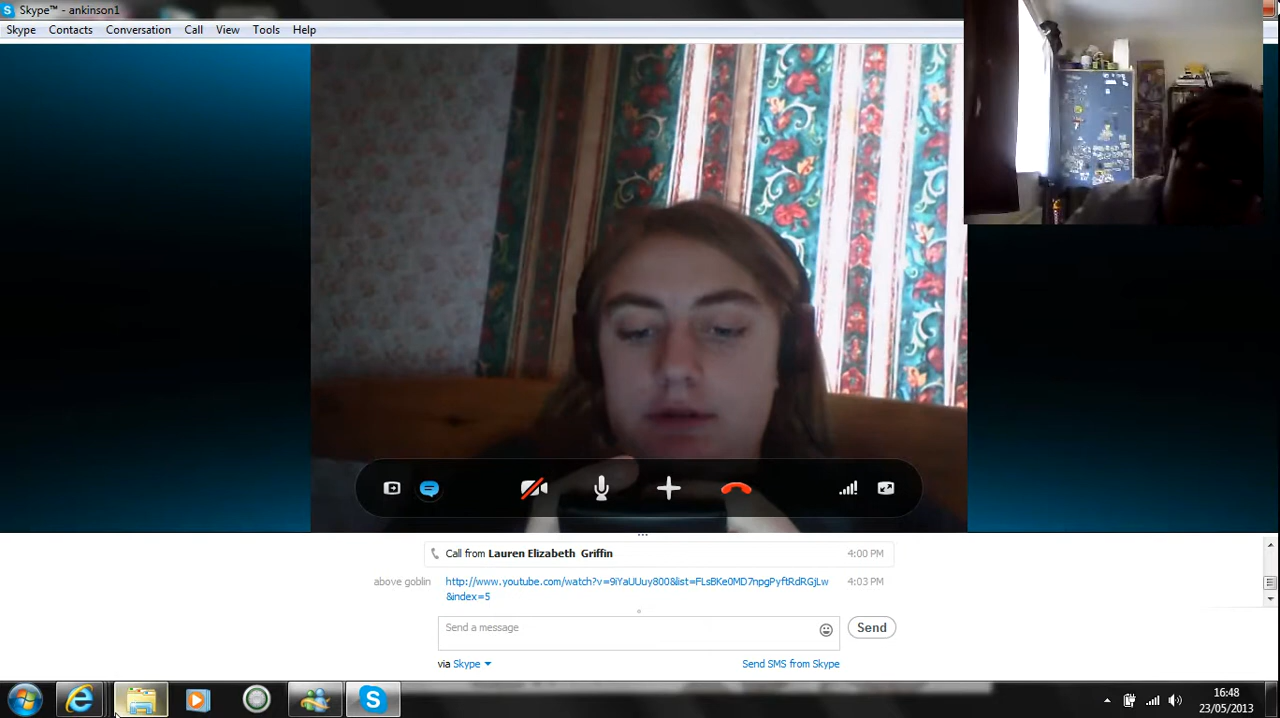 Skype™ - ankinson1
Skype Contacts Conversation Call View Tools Help
Call from Lauren Elizabeth Griffin 4:00 PM
above goblin http://www.youtube.com/watch?v=9iYaUUuy800&list=FLsBKe0MD7npgPyftRdRGjLw 4:03 PM
&index=5
Send a message Send
via Skype Send SMS from Skype
16:48
23/05/2013